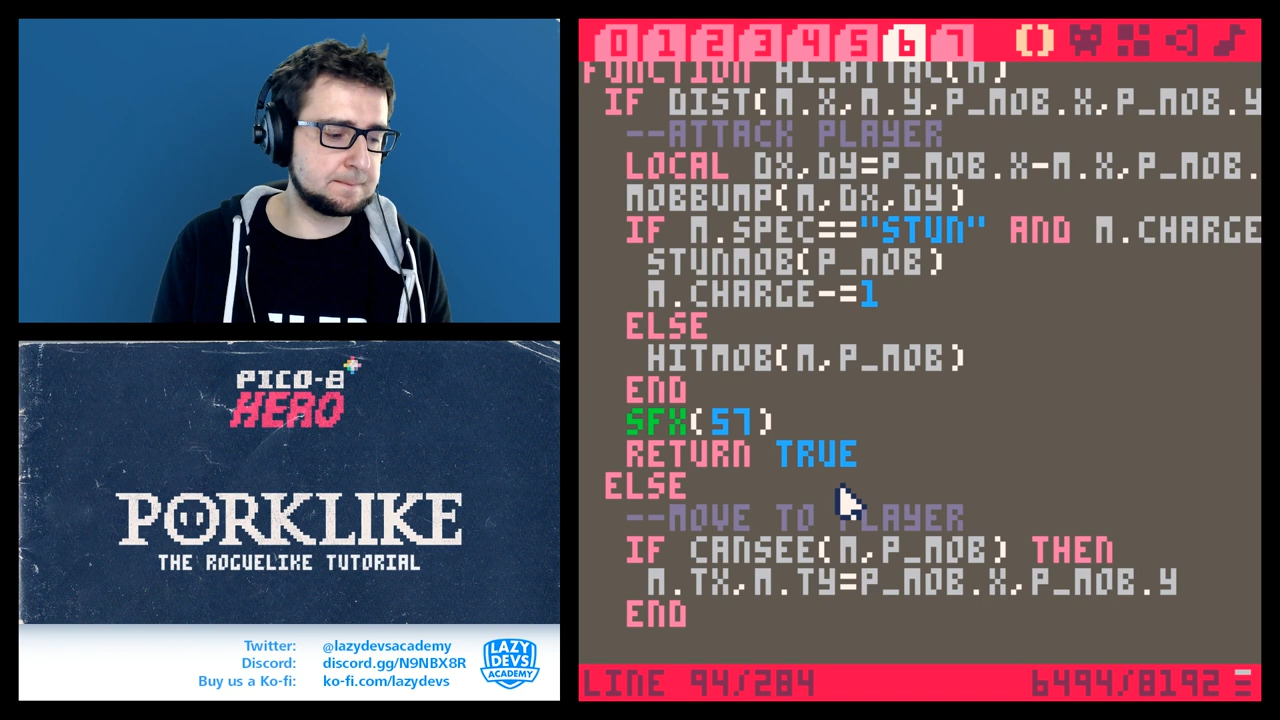 0 1 2 3 4 5 6 7
FUNCTION AI_ATTAC(M)
IF DIST(M.X,M.Y,P_MOB.X,P_MOB.Y
--ATTACK PLAYER
LOCAL DX,DY=P_MOB.X-M.X,P_MOB.
MOBBUMP(M,DX,DY)
IF M.SPEC=="STUN" AND M.CHARGE
STUNMOB(P_MOB)
M.CHARGE-=1
ELSE
HITMOB(M,P_MOB)
END
SFX(57)
RETURN TRUE
ELSE
--MOVE TO PLAYER
IF CANSEE(M,P_MOB) THEN
M.TX,M.TY=P_MOB.X,P_MOB.Y
END
LINE 94/284 6494/8192
PICO-8
HERO
PORKLIKE
THE ROGUELIKE TUTORIAL
Twitter: @lazydevsacademy
Discord: discord.gg/N9NBX8R
Buy us a Ko-fi: ko-fi.com/lazydevs
LAZY
DEVS
ACADEMY